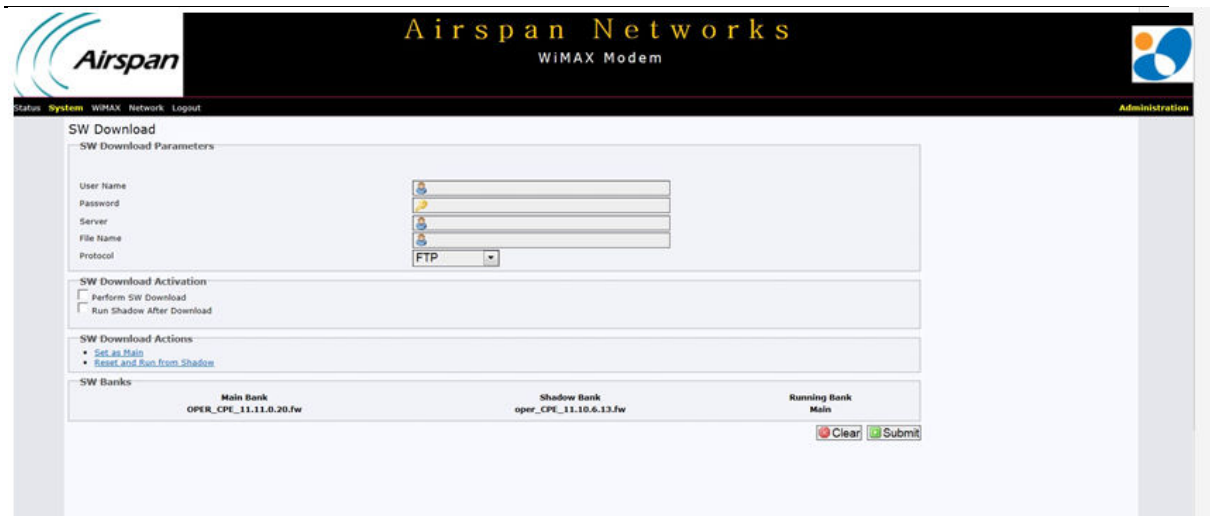 Airspan Networks
Airspan
WiMAX Modem
Status System WiMAX Network Logout
Administration
SW Download
SW Download Parameters
User Name
Password
Server
File Name
Protocol FTP
SW Download Activation
Perform SW Download
Run Shadow After Download
SW Download Actions
Set as Main
Reset and Run from Shadow
SW Banks
Main Bank Shadow Bank Running Bank
OPER_CPE_11.11.0.20.fw oper_CPE_11.10.6.13.fw Main
Clear Submit